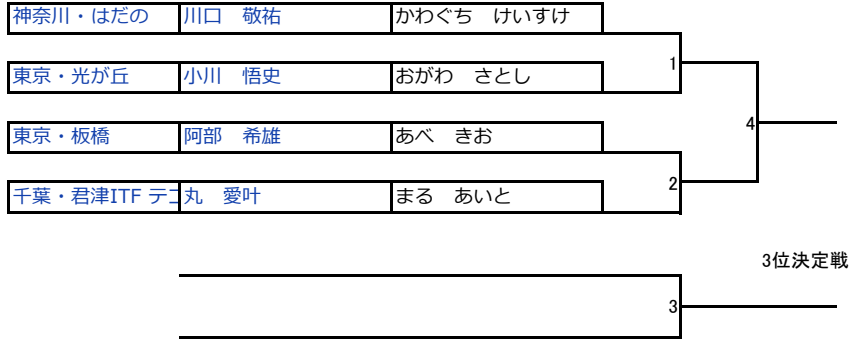 神奈川・はだの 川口　敬祐 かわぐち　けいすけ
1
東京・光が丘 小川　悟史 おがわ　さとし
4
東京・板橋 阿部　希雄 あべ　きお
2
千葉・君津ITF 丸　愛叶 まる　あいと
3位決定戦
3